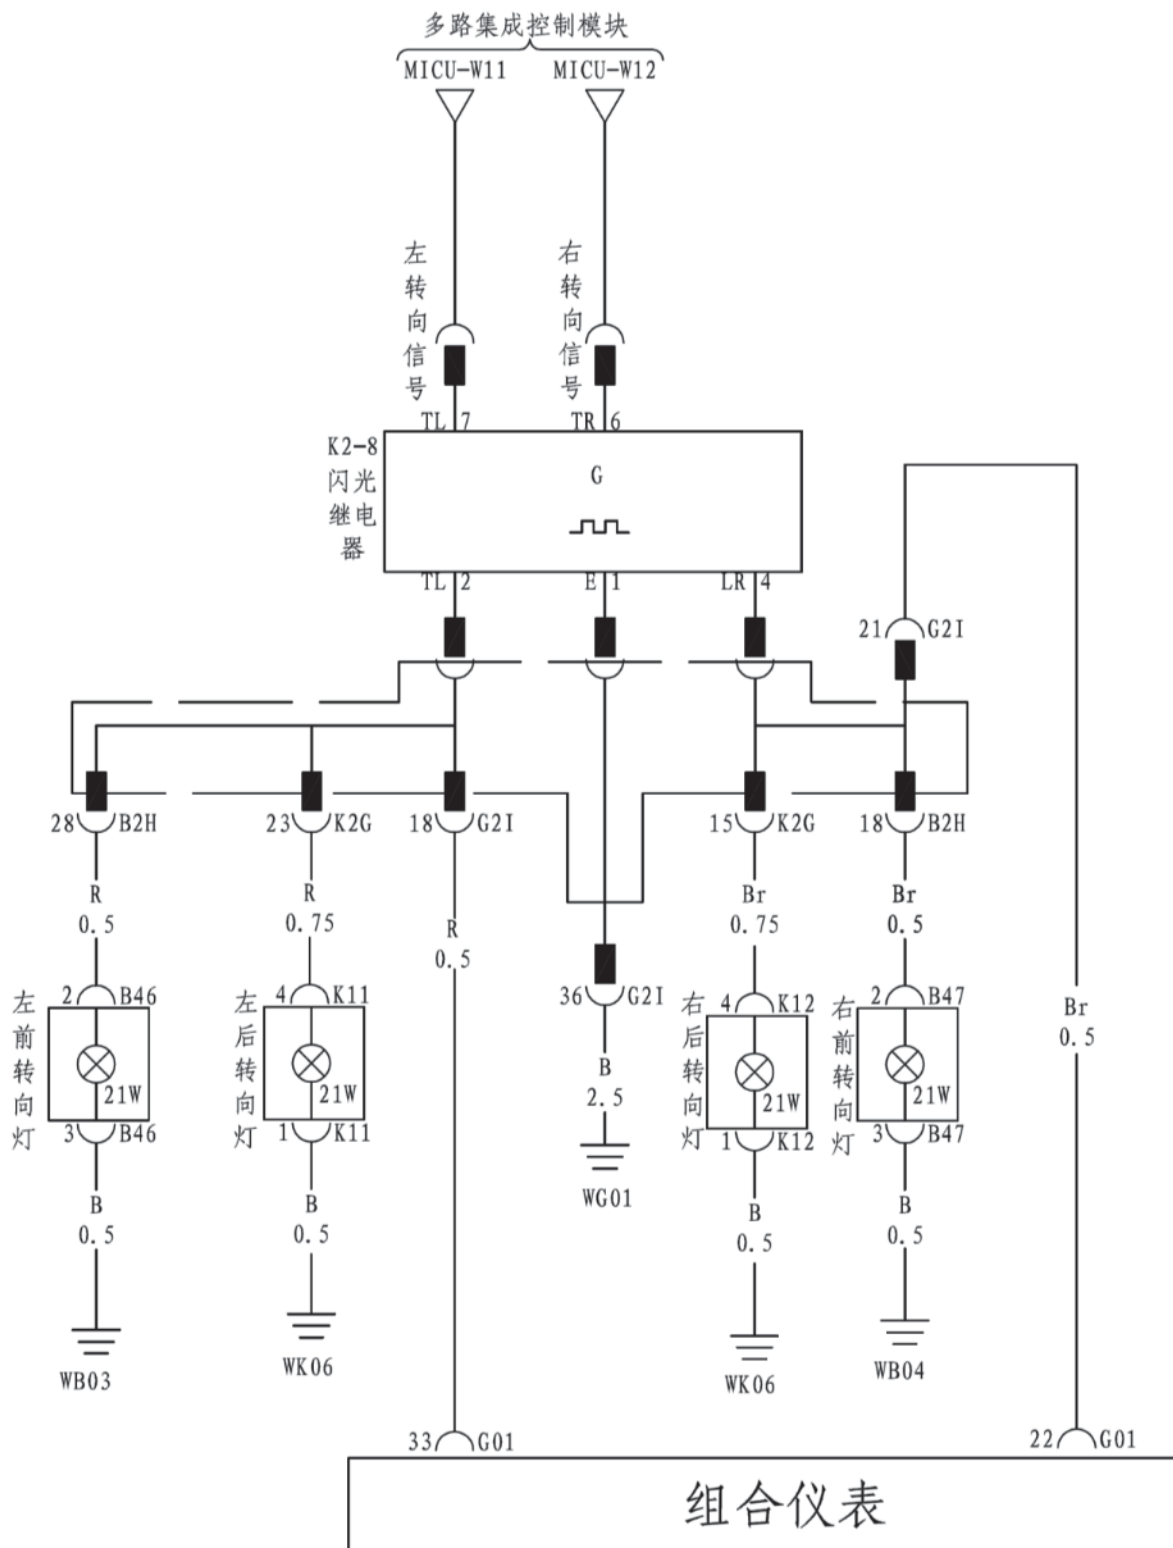 多路集成控制模块
MICU-W11 MICU-W12
左转向信号
右转向信号
TL 7 TR 6
K2-8
闪光
继电
器
G
TL 2 E 1 LR 4
21 G2I
28 B2H 23 K2G 18 G2I 15 K2G 18 B2H
R R R Br Br
0.5 0.75 0.5 0.75 0.5
36 G2I
B
2.5
WG01
Br
0.5
左前转向灯
2 B46
21W
3 B46
B
0.5
WB03
左后转向灯
4 K11
21W
1 K11
B
0.5
WK06
右后转向灯
4 K12
21W
1 K12
B
0.5
WK06
右前转向灯
2 B47
21W
3 B47
B
0.5
WB04
33 G01 22 G01
组合仪表